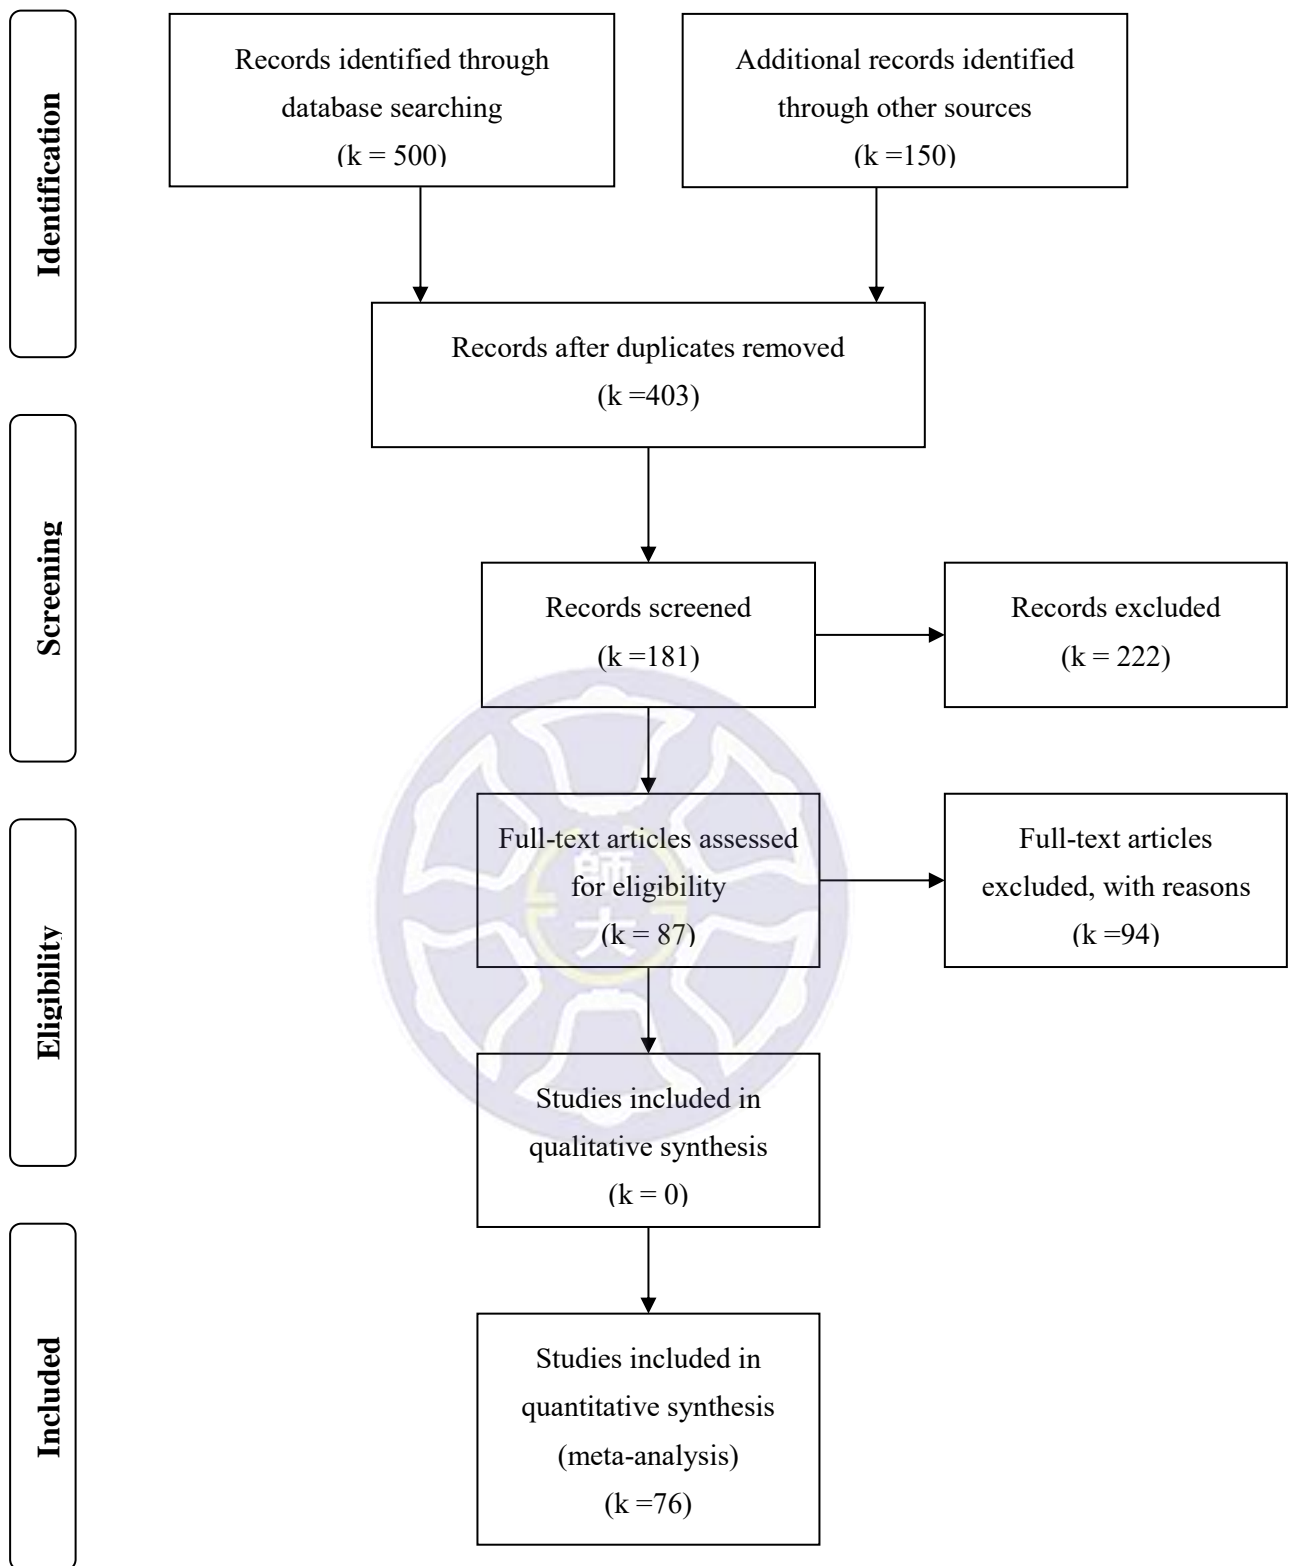 Identification
Records identified through
database searching
(k = 500)
Additional records identified
through other sources
(k =150)
Records after duplicates removed
(k =403)
Screening
Records screened
(k =181)
Records excluded
(k = 222)
Eligibility
Full-text articles assessed
for eligibility
(k = 87)
Full-text articles
excluded, with reasons
(k =94)
師
大
Studies included in
qualitative synthesis
(k = 0)
Included
Studies included in
quantitative synthesis
(meta-analysis)
(k =76)